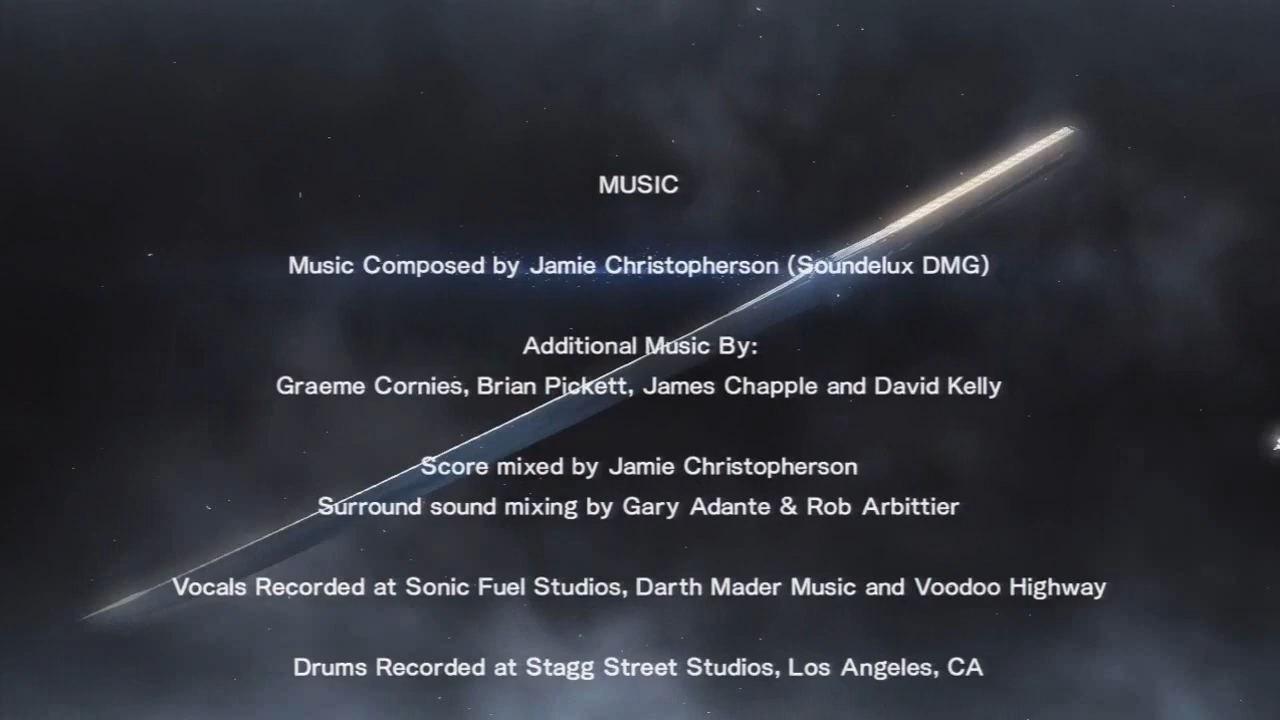 MUSIC
Music Composed by Jamie Christopherson (Soundelux DMG)
Additional Music By:
Graeme Cornies, Brian Pickett, James Chapple and David Kelly
Score mixed by Jamie Christopherson
Surround sound mixing by Gary Adante & Rob Arbittier
Vocals Recorded at Sonic Fuel Studios, Darth Mader Music and Voodoo Highway
Drums Recorded at Stagg Street Studios, Los Angeles, CA